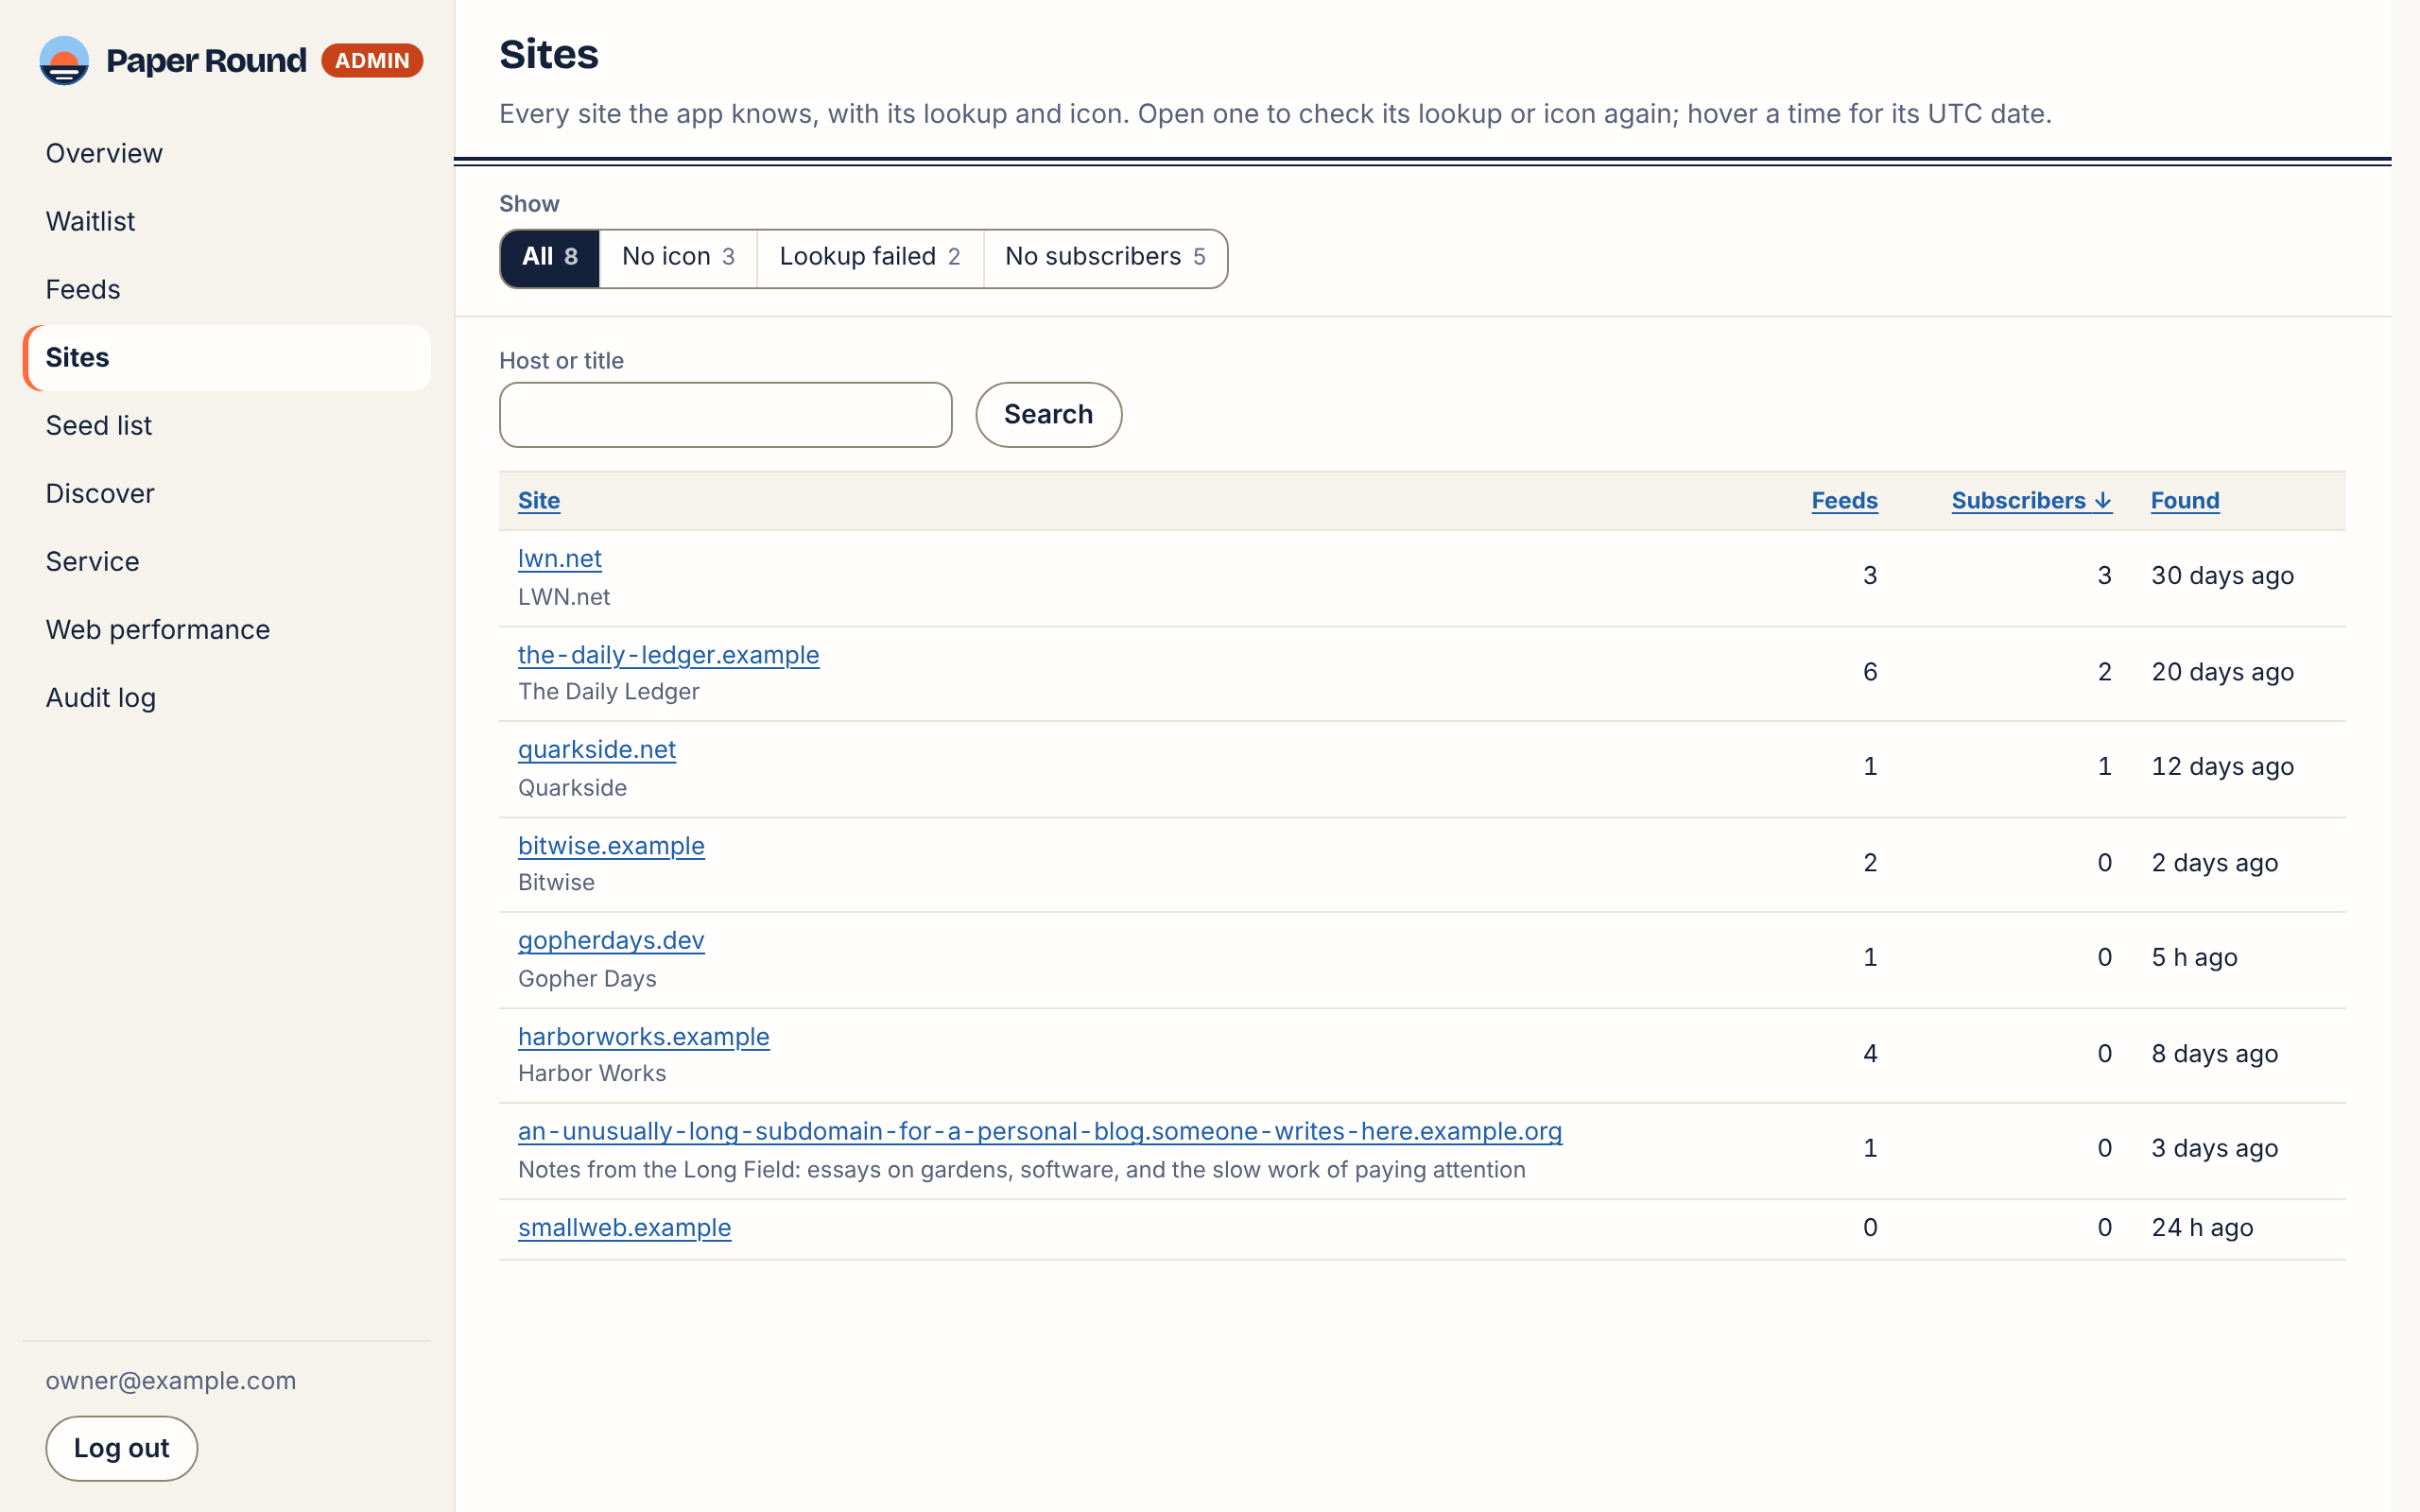 Paper Round ADMIN
Overview
Waitlist
Feeds
Sites
Seed list
Discover
Service
Web performance
Audit log
owner@example.com
Log out
Sites
Every site the app knows, with its lookup and icon. Open one to check its lookup or icon again; hover a time for its UTC date.
Show
All 8 No icon 3 Lookup failed 2 No subscribers 5
Host or title
Search
Site Feeds Subscribers ↓ Found
lwn.net 3 3 30 days ago
LWN.net
the-daily-ledger.example 6 2 20 days ago
The Daily Ledger
quarkside.net 1 1 12 days ago
Quarkside
bitwise.example 2 0 2 days ago
Bitwise
gopherdays.dev 1 0 5 h ago
Gopher Days
harborworks.example 4 0 8 days ago
Harbor Works
an-unusually-long-subdomain-for-a-personal-blog.someone-writes-here.example.org 1 0 3 days ago
Notes from the Long Field: essays on gardens, software, and the slow work of paying attention
smallweb.example 0 0 24 h ago